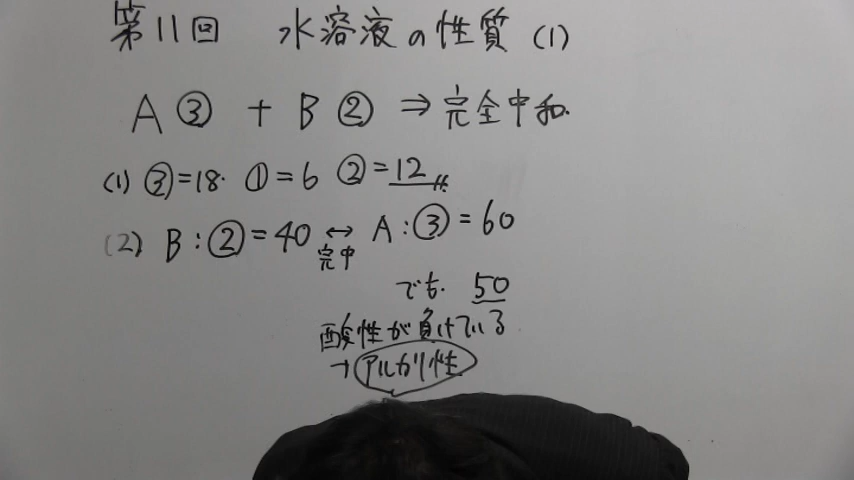 第11回 水溶液の性質 (1)
A ③ + B ② ⇒ 完全中和.
(1) ③=18. ①=6 ②=12
(2) B:②=40 ↔ A:③=60
完中
でも. 50
酸性が負けている
→ アルカリ性